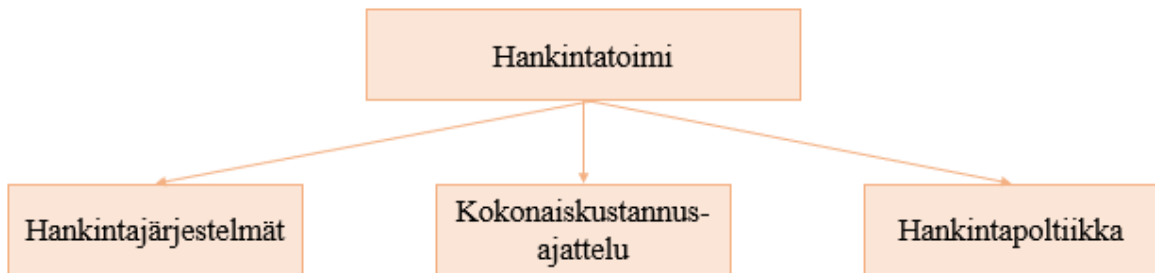 Hankintatoimi
Hankintajärjestelmät
Kokonaiskustannus-
ajattelu
Hankintapoltiikka